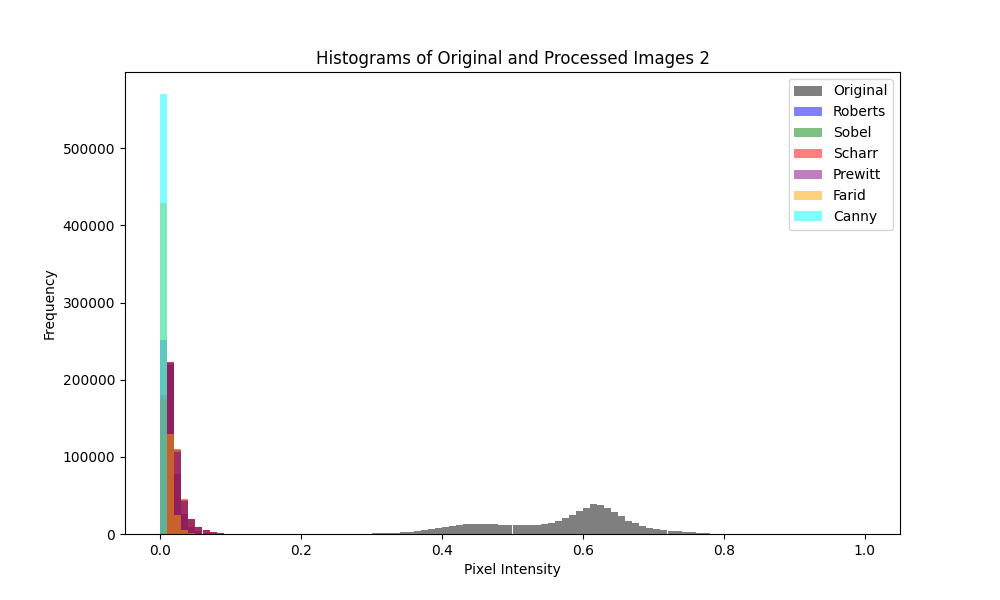 Histograms of Original and Processed Images 2
Original
Roberts
Sobel
Scharr
Prewitt
Farid
Canny
500000
400000
300000
200000
100000
0
Frequency
0.0 0.2 0.4 0.6 0.8 1.0
Pixel Intensity